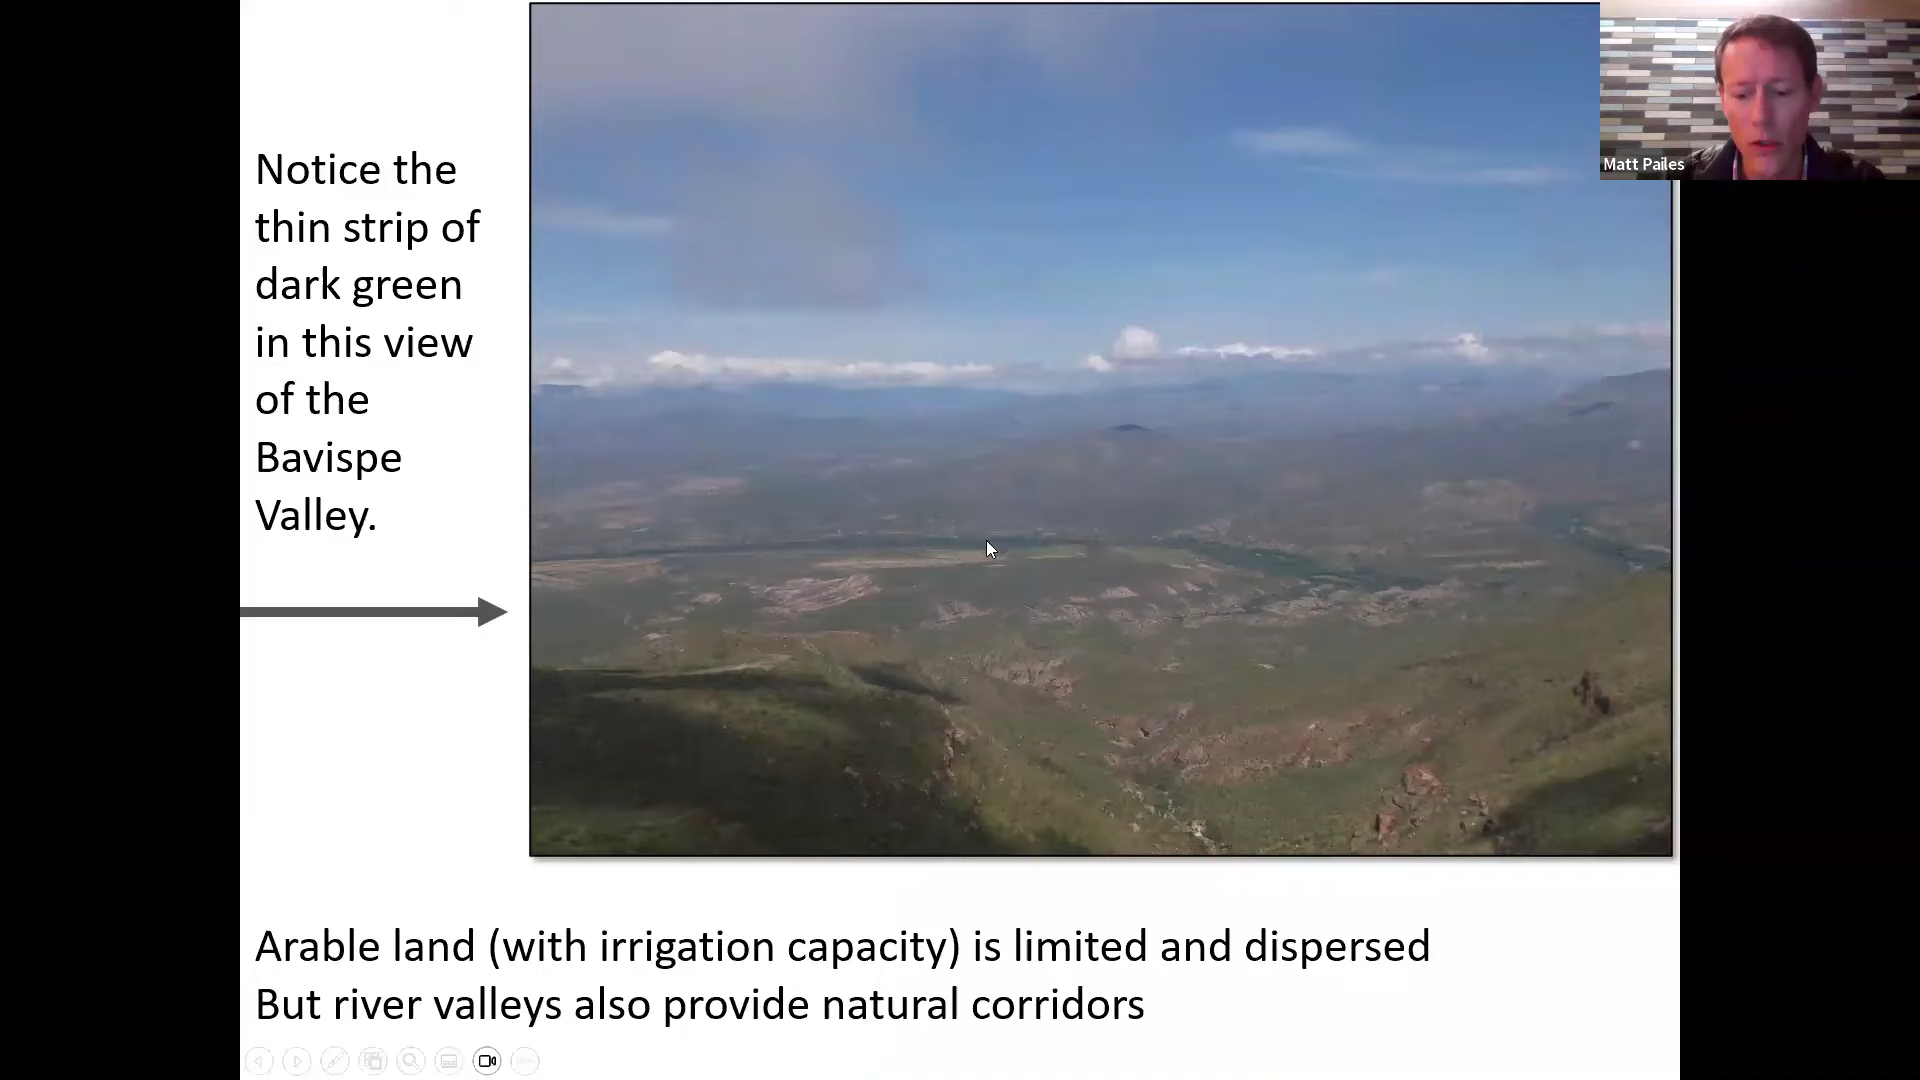 Notice the
thin strip of
dark green
in this view
of the
Bavispe
Valley.
Matt Pailes
Arable land (with irrigation capacity) is limited and dispersed
But river valleys also provide natural corridors